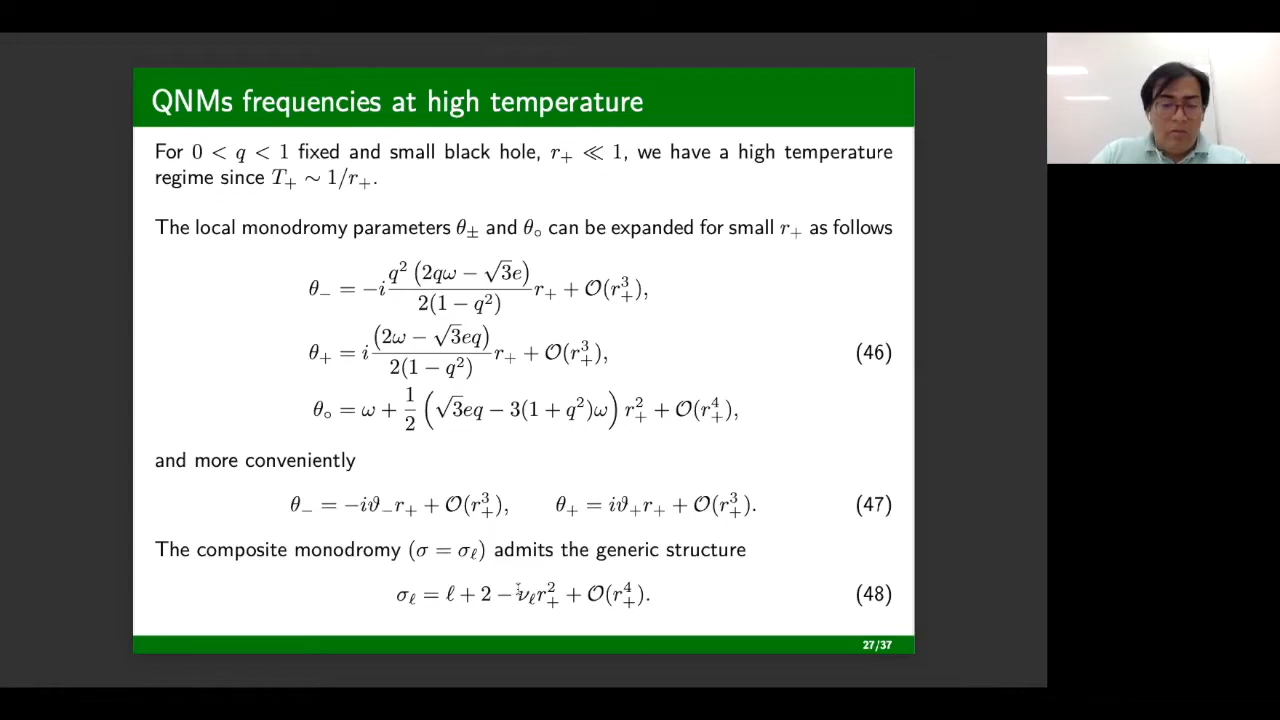 QNMs frequencies at high temperature
For 0 < q < 1 fixed and small black hole, r₊ ≪ 1, we have a high temperature
regime since T₊ ∼ 1/r₊.
The local monodromy parameters θ± and θ∘ can be expanded for small r₊ as follows
θ₋ = −i q² (2qω − √3e) / 2(1 − q²) r₊ + 𝒪(r₊³),
θ₊ = i (2ω − √3eq) / 2(1 − q²) r₊ + 𝒪(r₊³), (46)
θ∘ = ω + 1/2 (√3eq − 3(1 + q²)ω) r₊² + 𝒪(r₊⁴),
and more conveniently
θ₋ = −iϑ₋r₊ + 𝒪(r₊³), θ₊ = iϑ₊r₊ + 𝒪(r₊³). (47)
The composite monodromy (σ = σ_ℓ) admits the generic structure
σ_ℓ = ℓ + 2 − ν_ℓ r₊² + 𝒪(r₊⁴). (48)
27/37